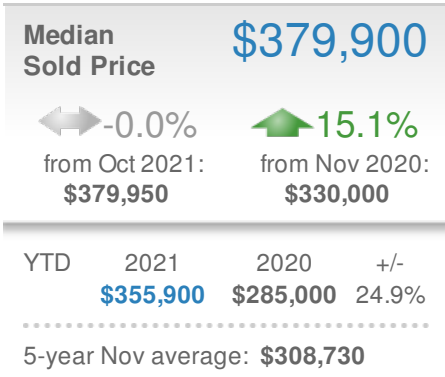 Median
Sold Price
$379,900
-0.0% 15.1%
from Oct 2021: from Nov 2020:
$379,950 $330,000
YTD 2021 2020 +/-
$355,900 $285,000 24.9%
5-year Nov average: $308,730